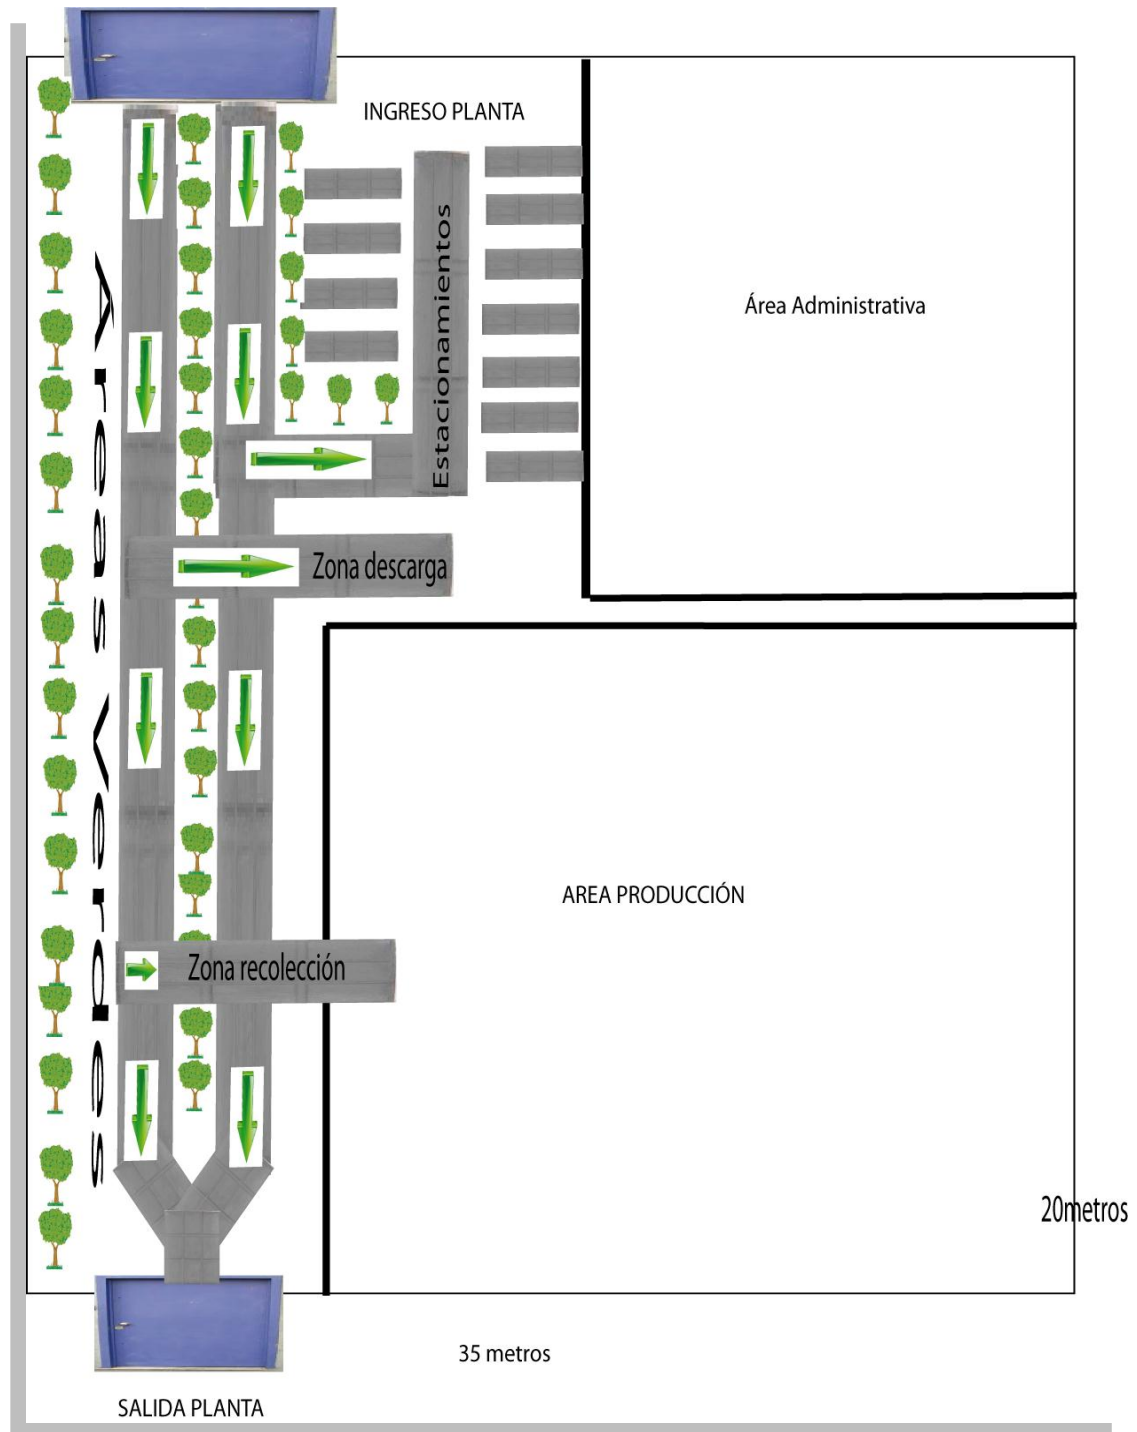 INGRESO PLANTA
Estacionamientos
Área Administrativa
Áreas Verdes
Zona descarga
AREA PRODUCCIÓN
Zona recolección
20metros
35 metros
SALIDA PLANTA